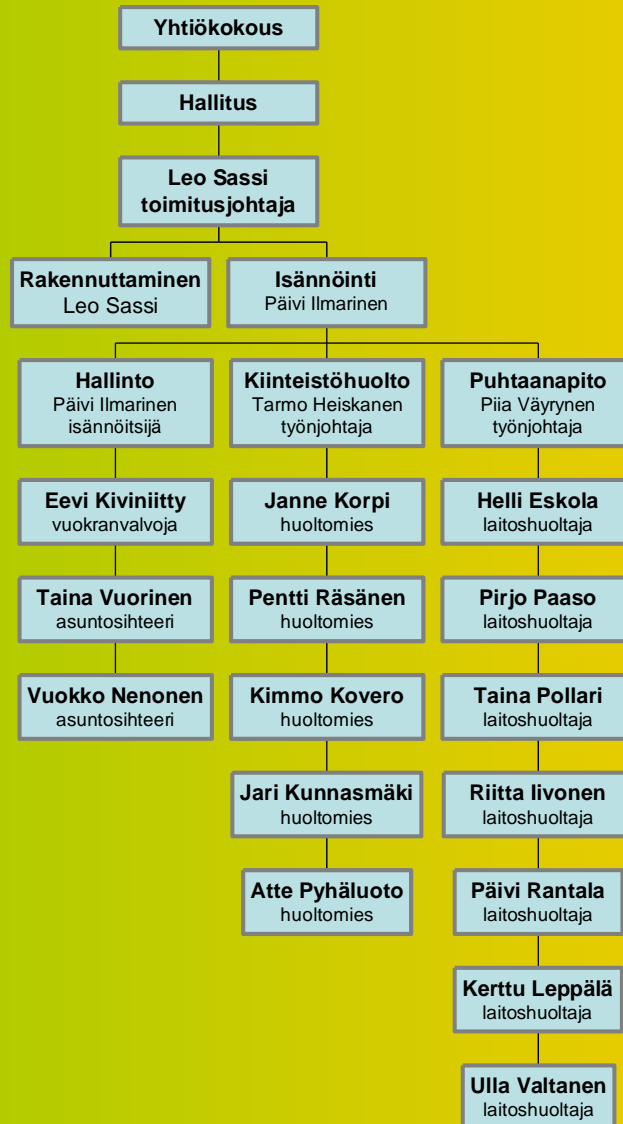 Yhtiökokous
Hallitus
Leo Sassi
toimitusjohtaja
Rakennuttaminen
Leo Sassi
Isännöinti
Päivi Ilmarinen
Hallinto
Päivi Ilmarinen
isännöitsijä
Eevi Kiviniitty
vuokranvalvoja
Taina Vuorinen
asuntosihteeri
Vuokko Nenonen
asuntosihteeri
Kiinteistöhuolto
Tarmo Heiskanen
työnjohtaja
Janne Korpi
huoltomies
Pentti Räsänen
huoltomies
Kimmo Kovero
huoltomies
Jari Kunnasmäki
huoltomies
Atte Pyhäluoto
huoltomies
Puhtaanapito
Piia Väyrynen
työnjohtaja
Helli Eskola
laitoshuoltaja
Pirjo Paaso
laitoshuoltaja
Taina Pollari
laitoshuoltaja
Riitta Iivonen
laitoshuoltaja
Päivi Rantala
laitoshuoltaja
Kerttu Leppälä
laitoshuoltaja
Ulla Valtanen
laitoshuoltaja